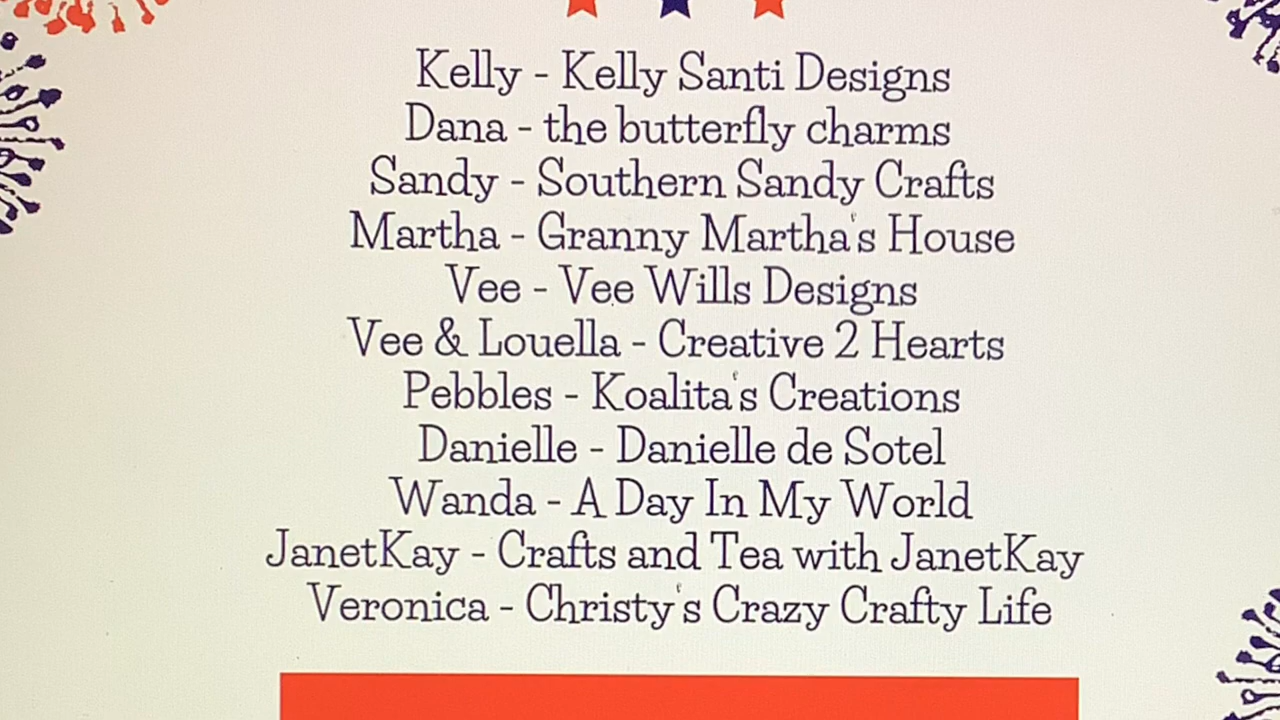 Kelly - Kelly Santi Designs
Dana - the butterfly charms
Sandy - Southern Sandy Crafts
Martha - Granny Martha's House
Vee - Vee Wills Designs
Vee & Louella - Creative 2 Hearts
Pebbles - Koalita's Creations
Danielle - Danielle de Sotel
Wanda - A Day In My World
JanetKay - Crafts and Tea with JanetKay
Veronica - Christy's Crazy Crafty Life